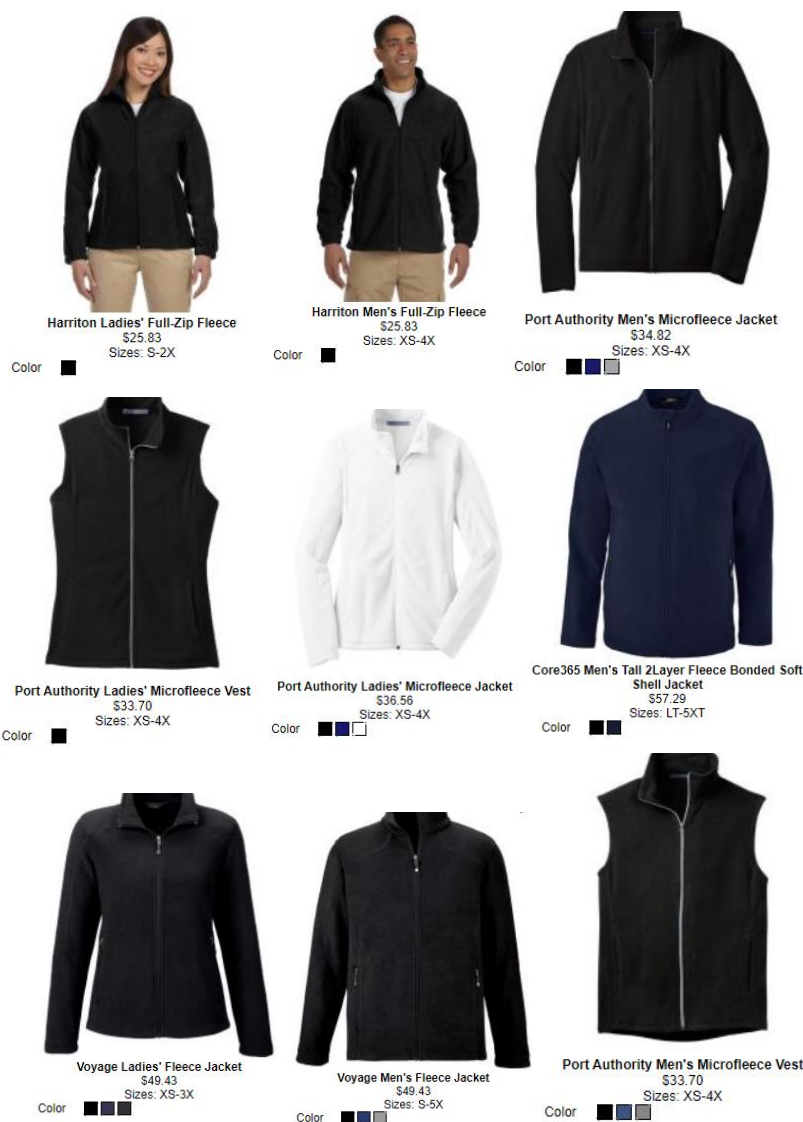 Harriton Ladies' Full-Zip Fleece
$25.83
Sizes: S-2X
Color
Harriton Men's Full-Zip Fleece
$25.83
Sizes: XS-4X
Color
Port Authority Men's Microfleece Jacket
$34.82
Sizes: XS-4X
Color
Port Authority Ladies' Microfleece Vest
$33.70
Sizes: XS-4X
Color
Port Authority Ladies' Microfleece Jacket
$36.56
Sizes: XS-4X
Color
Core365 Men's Tall 2Layer Fleece Bonded Soft
Shell Jacket
$57.29
Sizes: LT-5XT
Color
Voyage Ladies' Fleece Jacket
$49.43
Sizes: XS-3X
Color
Voyage Men's Fleece Jacket
$49.43
Sizes: S-5X
Color
Port Authority Men's Microfleece Vest
$33.70
Sizes: XS-4X
Color